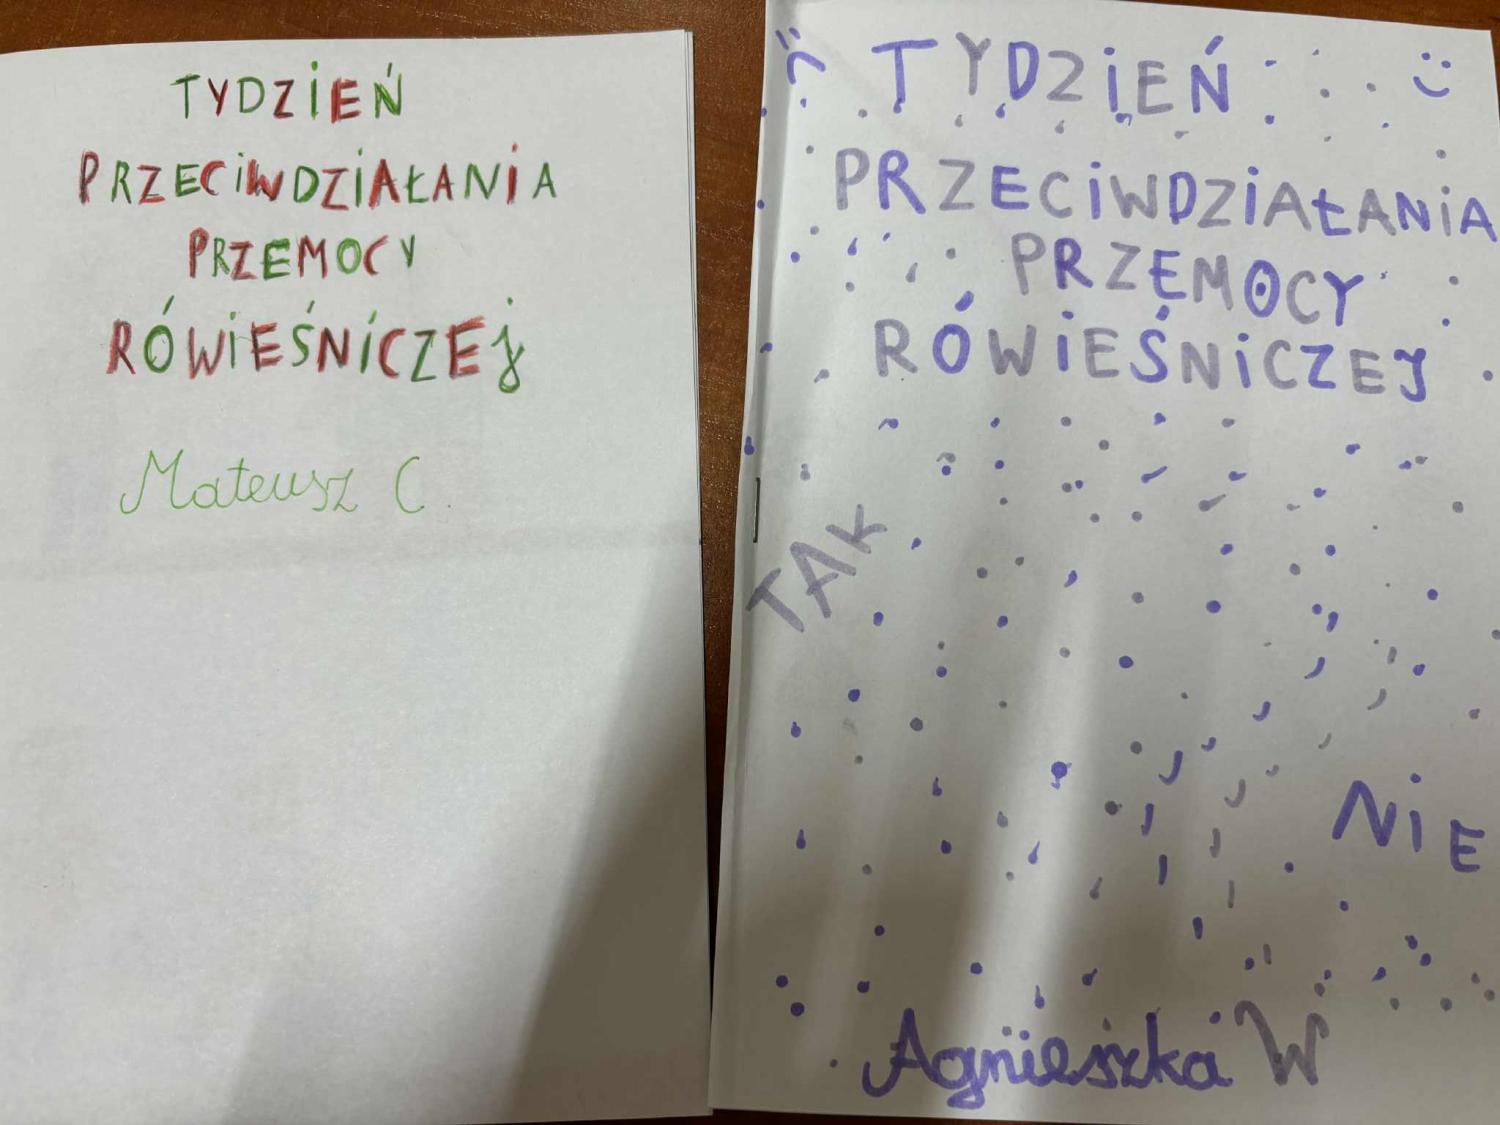 TYDZIEŃ
PRZECIWDZIAŁANIA
PRZEMOCY
RÓWIEŚNICZEJ
Mateusz C.
TYDZIEŃ
PRZECIWDZIAŁANIA
PRZEMOCY
RÓWIEŚNICZEJ
TAK
NIE
Agnieszka W